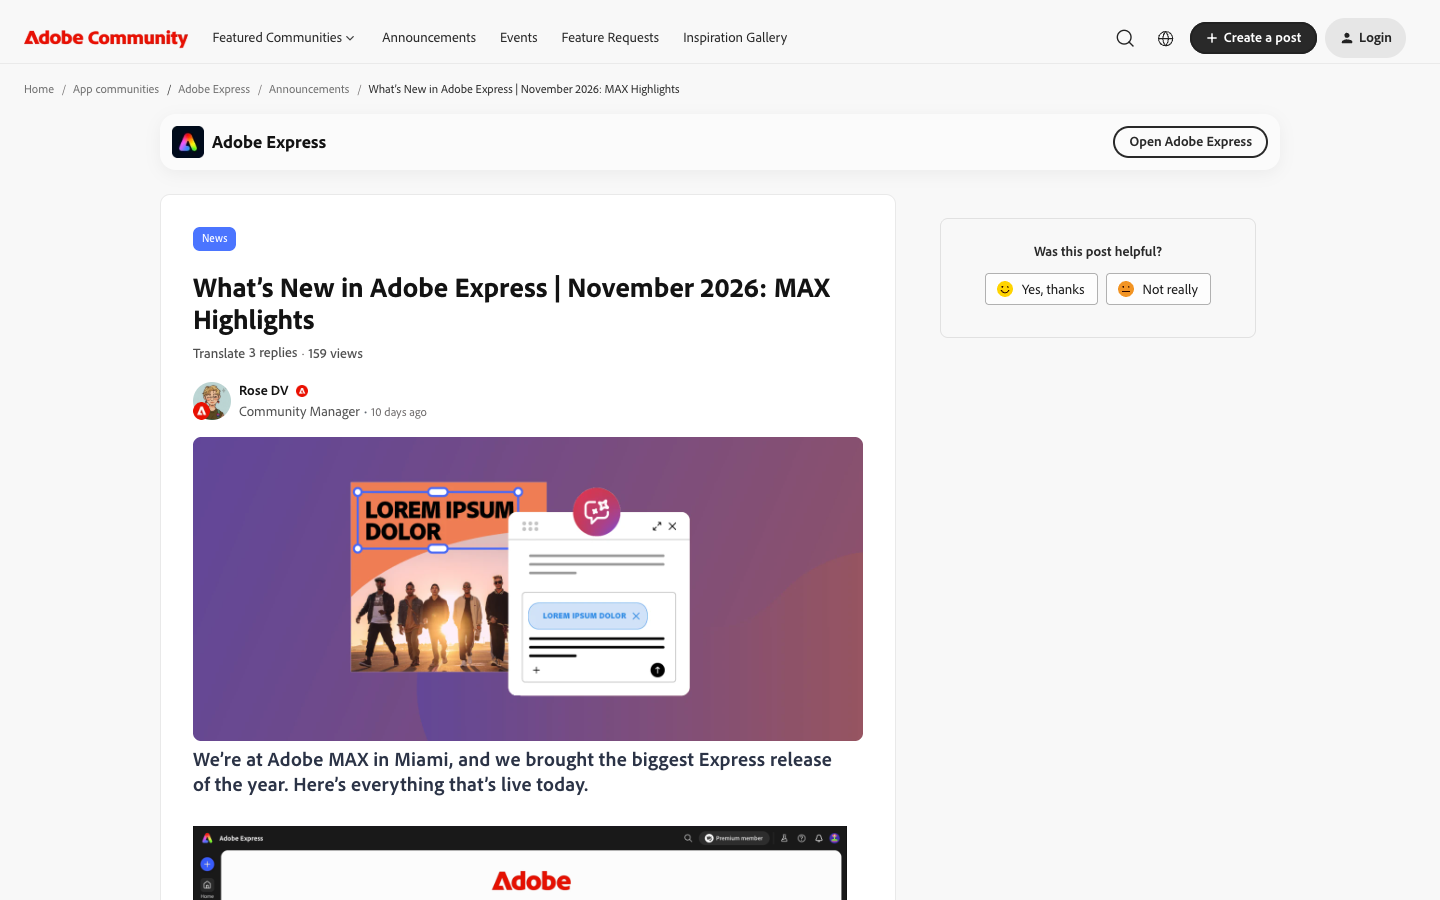 Adobe Community
Featured Communities
Announcements
Events
Feature Requests
Inspiration Gallery
+ Create a post
Login
Home / App communities / Adobe Express / Announcements / What's New in Adobe Express | November 2026: MAX Highlights
Adobe Express
Open Adobe Express
News
What's New in Adobe Express | November 2026: MAX
Highlights
Translate 3 replies · 159 views
Rose DV
Community Manager · 10 days ago
LOREM IPSUM
DOLOR
LOREM IPSUM DOLOR
We're at Adobe MAX in Miami, and we brought the biggest Express release
of the year. Here's everything that's live today.
Adobe Express
Premium member
Adobe
Home
Was this post helpful?
Yes, thanks
Not really